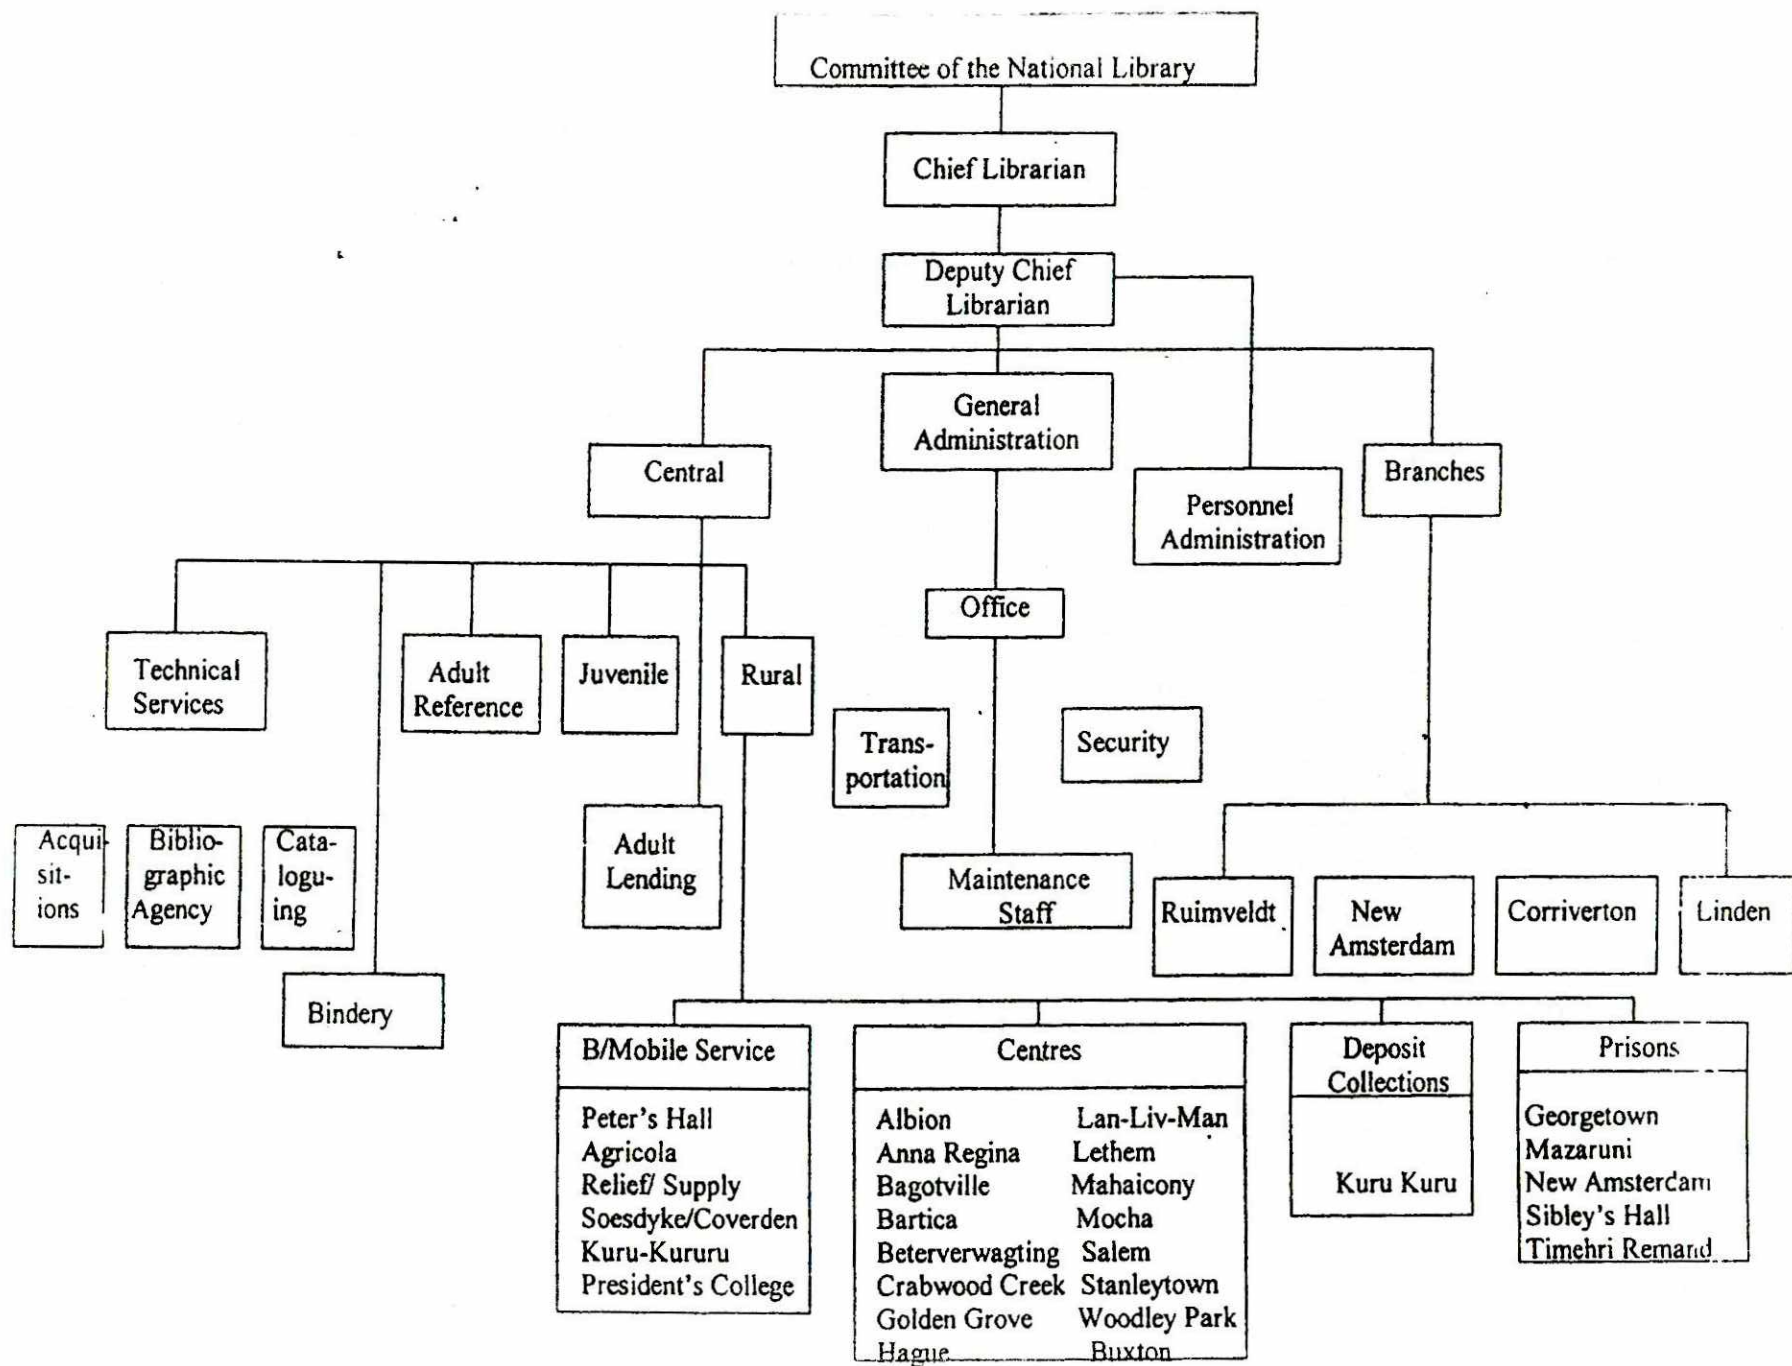 Committee of the National Library
Chief Librarian
Deputy Chief
Librarian
General
Administration
Central
Branches
Personnel
Administration
Office
Technical
Services
Adult
Reference
Juvenile
Rural
Trans-
portation
Security
Acqui-
sit-
ions
Biblio-
graphic
Agency
Cata-
logu-
ing
Adult
Lending
Maintenance
Staff
Ruimveldt
New
Amsterdam
Corriverton
Linden
Bindery
B/Mobile Service
Peter's Hall
Agricola
Relief/ Supply
Soesdyke/Coverden
Kuru-Kururu
President's College
Centres
Albion Lan-Liv-Man
Anna Regina Lethem
Bagotville Mahaicony
Bartica Mocha
Beterverwagting Salem
Crabwood Creek Stanleytown
Golden Grove Woodley Park
Hague Buxton
Deposit
Collections
Kuru Kuru
Prisons
Georgetown
Mazaruni
New Amsterdam
Sibley's Hall
Timehri Remand